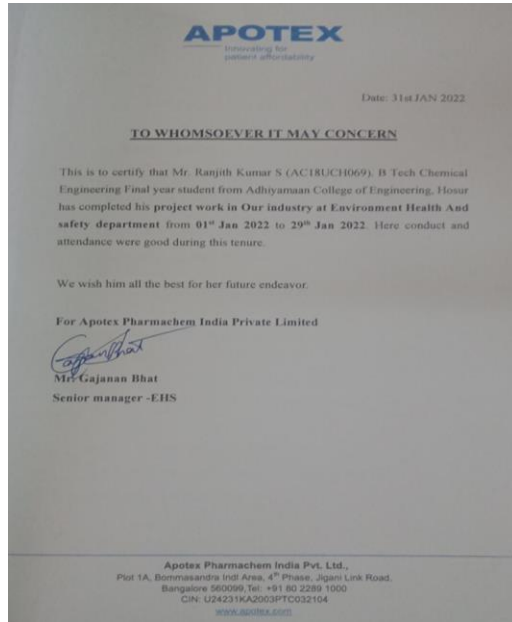 APOTEX
Innovating for
patient affordability
Date: 31st JAN 2022
TO WHOMSOEVER IT MAY CONCERN
This is to certify that Mr. Ranjith Kumar S (AC18UCH069), B Tech Chemical
Engineering Final year student from Adhiyamaan College of Engineering, Hosur
has completed his project work in Our industry at Environment Health And
safety department from 01st Jan 2022 to 29th Jan 2022. Here conduct and
attendance were good during this tenure.
We wish him all the best for her future endeavor.
For Apotex Pharmachem India Private Limited
Gajanan Bhat
Mr. Gajanan Bhat
Senior manager -EHS
Apotex Pharmachem India Pvt. Ltd.,
Plot 1A, Bommasandra Indl Area, 4th Phase, Jigani Link Road,
Bangalore 560099,Tel: +91 80 2289 1000
CIN: U24231KA2003PTC032104
www.apotex.com